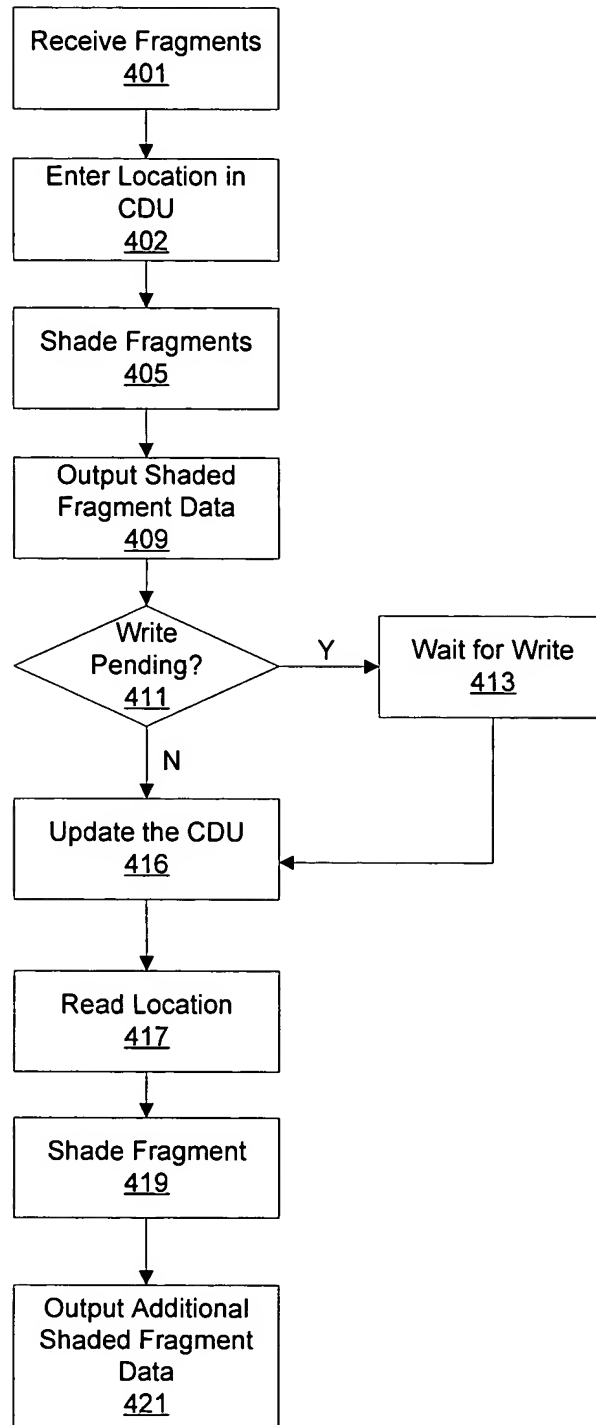 Receive Fragments
401
Enter Location in
CDU
402
Shade Fragments
405
Output Shaded
Fragment Data
409
Write
Pending?
411
Y
Wait for Write
413
N
Update the CDU
416
Read Location
417
Shade Fragment
419
Output Additional
Shaded Fragment
Data
421